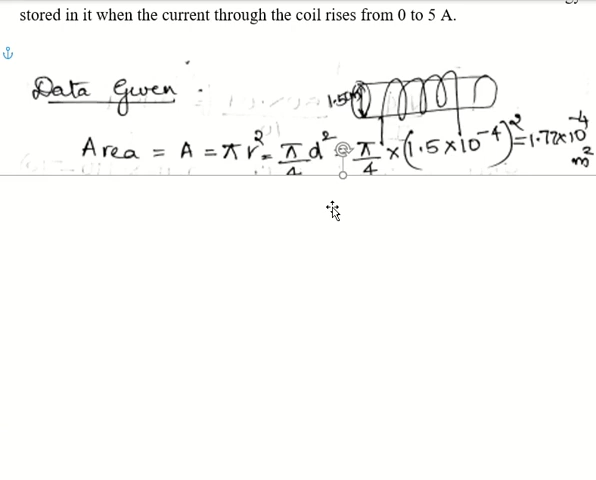 stored in it when the current through the coil rises from 0 to 5 A.
Data Given
1.5
Area = A = πr² = π/4 d² = π/4 × (1.5×10⁻⁴)² = 1.77×10⁻⁴ m²